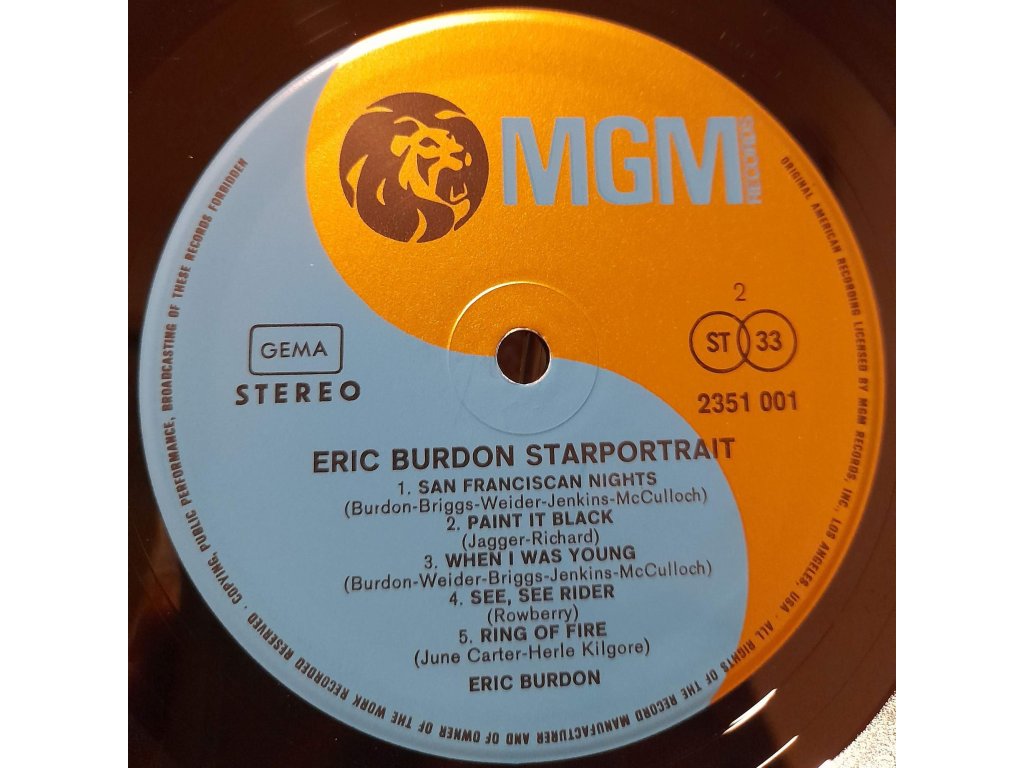 MGM
RECORDS
GEMA
STEREO
2
ST 33
2351 001
ERIC BURDON STARPORTRAIT
1. SAN FRANCISCAN NIGHTS
(Burdon-Briggs-Weider-Jenkins-McCulloch)
2. PAINT IT BLACK
(Jagger-Richard)
3. WHEN I WAS YOUNG
(Burdon-Weider-Briggs-Jenkins-McCulloch)
4. SEE, SEE RIDER
(Rowberry)
5. RING OF FIRE
(June Carter-Herle Kilgore)
ERIC BURDON
ORIGINAL AMERICAN RECORDING LICENSED BY MGM RECORDS, INC., LOS ANGELES, USA · ALL RIGHTS OF THE RECORD MANUFACTURER AND OF OWNER OF THE WORK RECORDED RESERVED · COPYING, PUBLIC PERFORMANCE, BROADCASTING OF THESE RECORDS FORBIDDEN